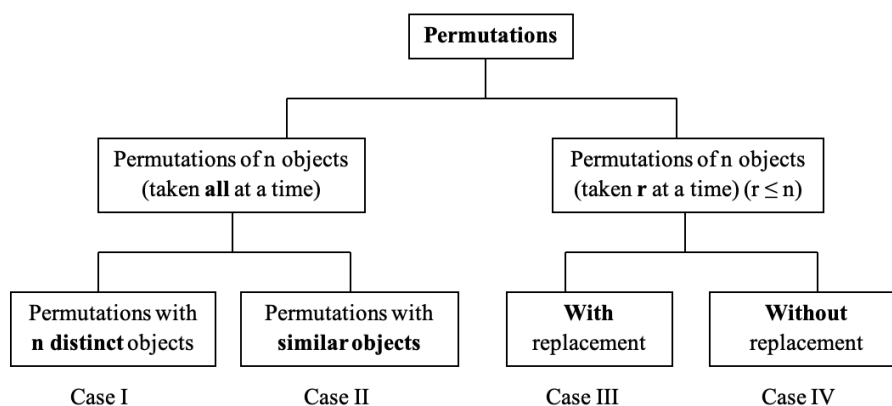 Permutations
Permutations of n objects
(taken all at a time)
Permutations of n objects
(taken r at a time) (r ≤ n)
Permutations with
n distinct objects
Permutations with
similar objects
With
replacement
Without
replacement
Case I
Case II
Case III
Case IV